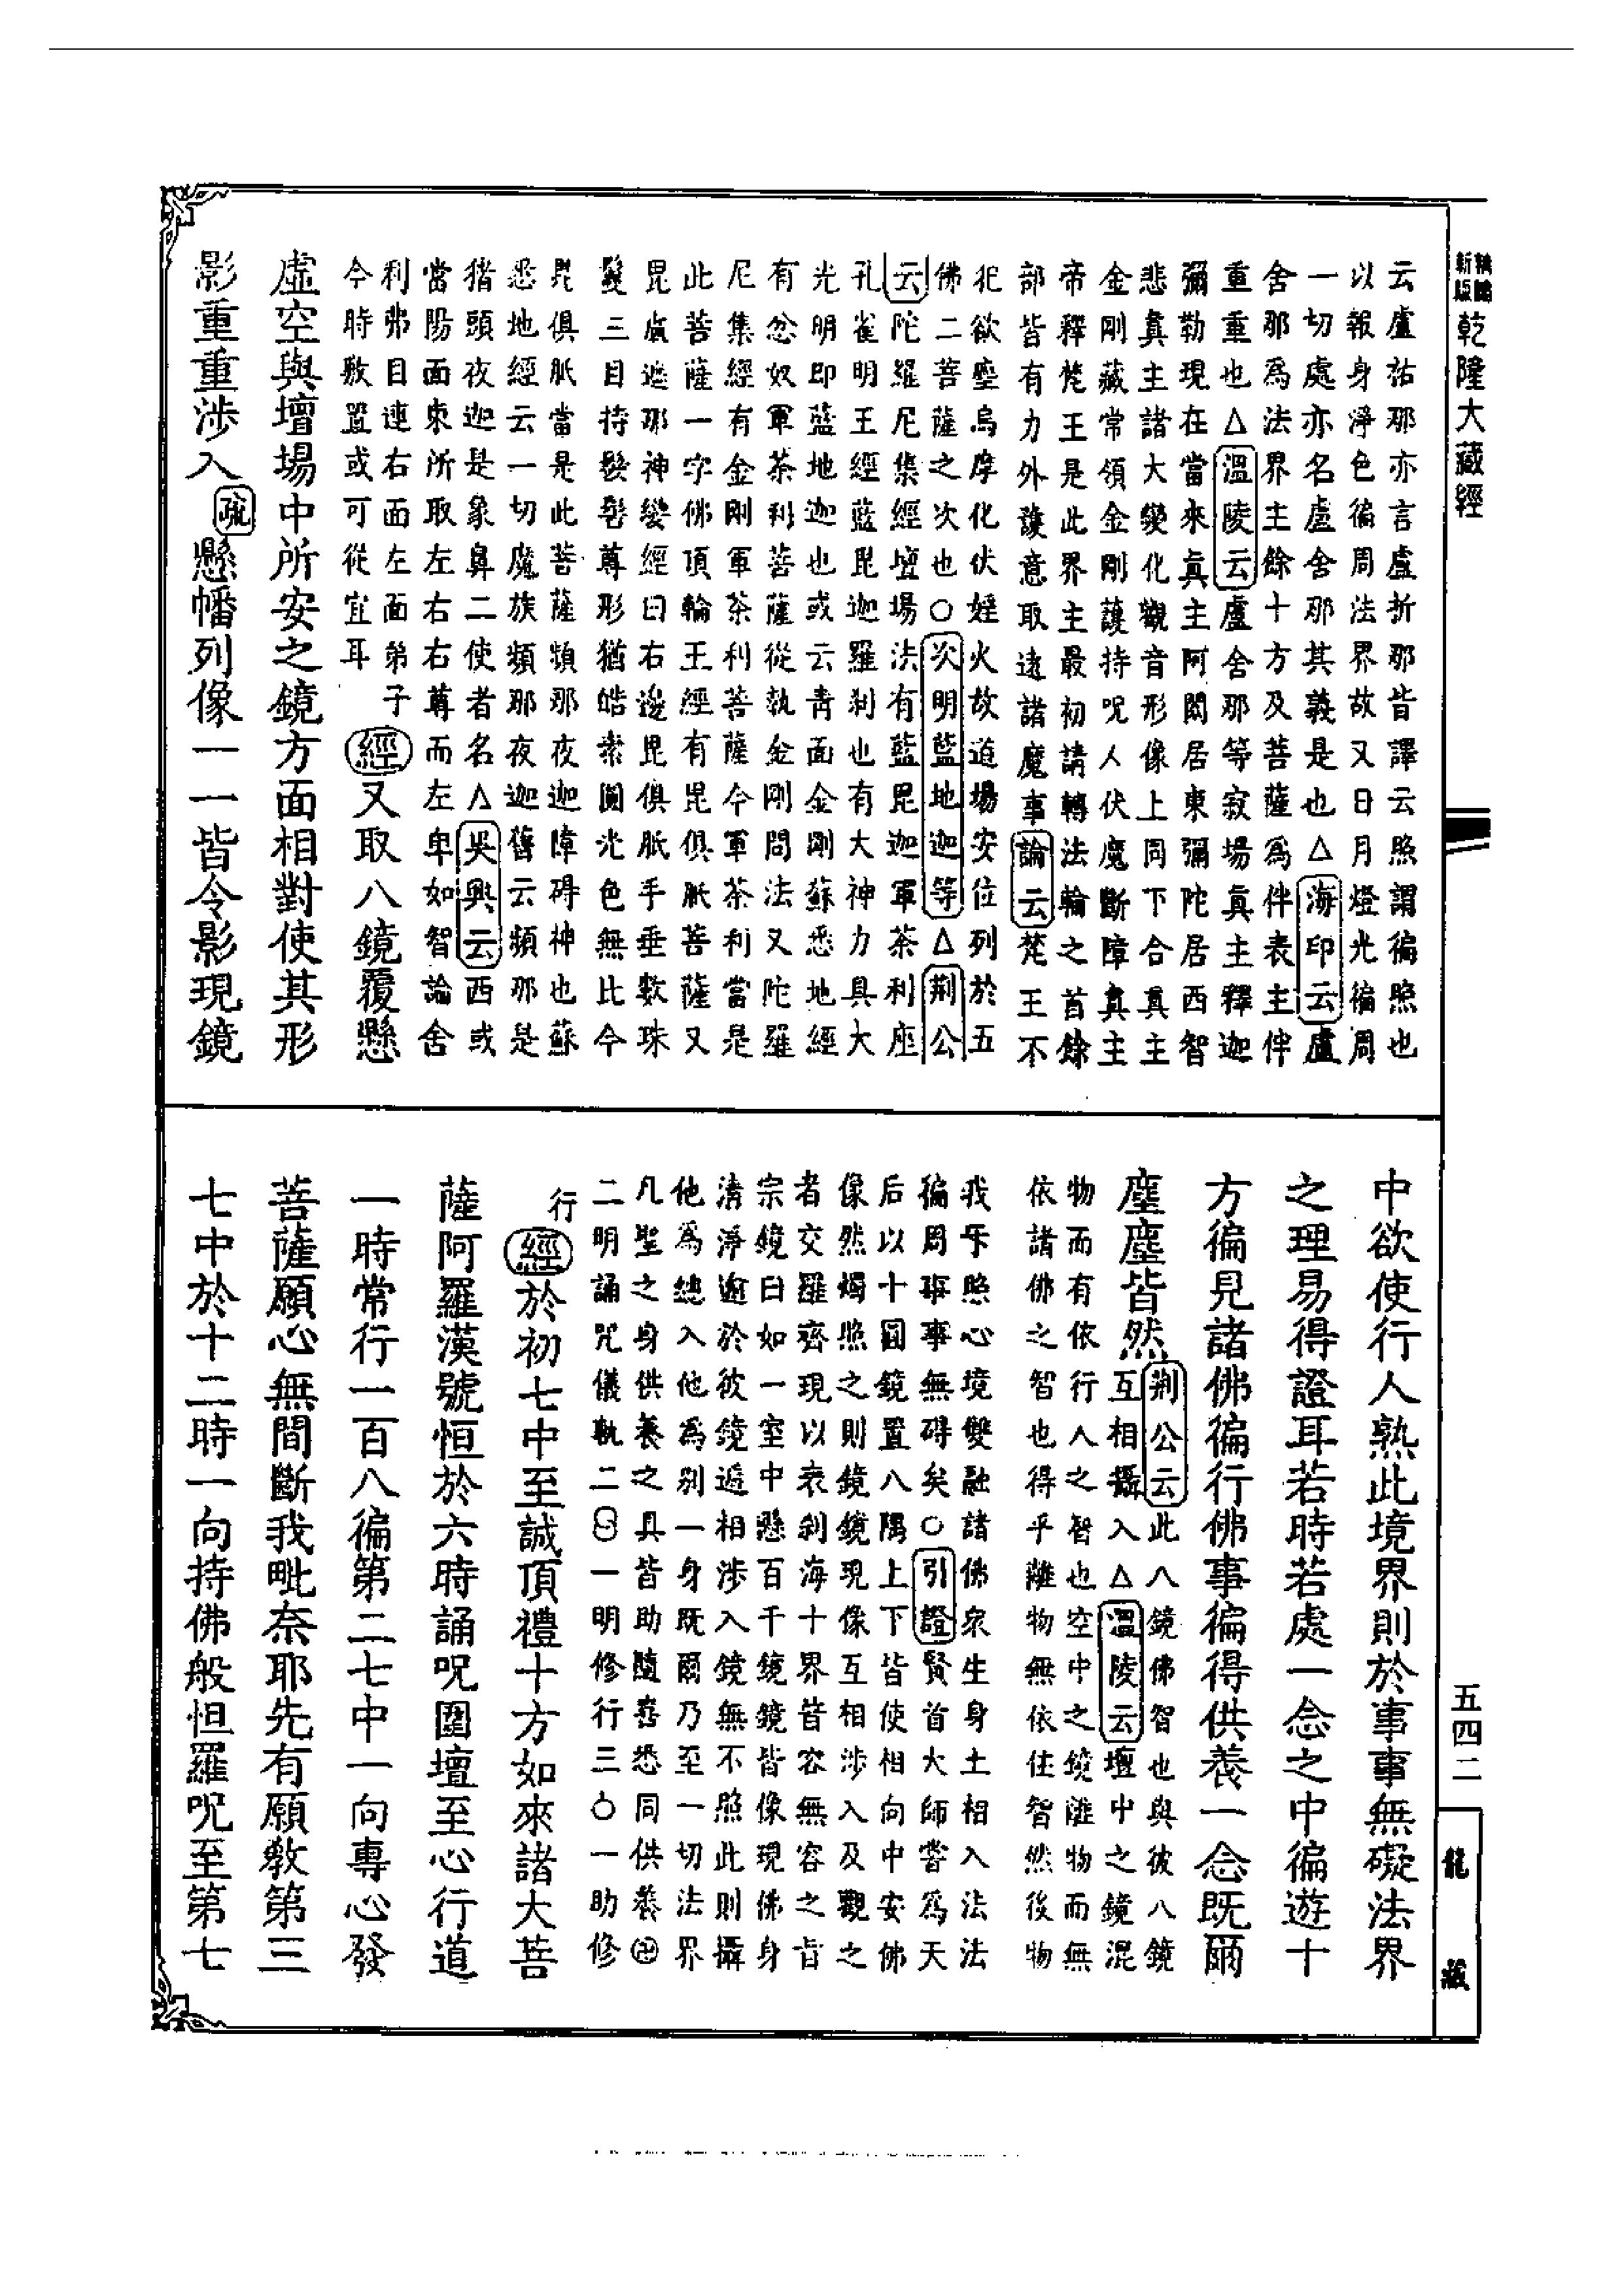 乾隆大藏經
云盧祐那亦言盧折那皆譯云照謂徧照也
以報身淨色徧周法界故又日月燈光徧周
一切處亦名盧舍那其義是也△海印云盧
舍那為法界主餘十方及菩薩為伴表主伴
重重也△溫陵云盧舍那等寂場真主釋迦
彌勒現在當來真主阿閦居東彌陀居西智
悲真主諸大變化觀音形像上同下合真主
金剛藏常領金剛護持呪人伏魔斷障真主
帝釋梵王是此界主最初請轉法輪之首餘
部皆有力外護意取遠諸魔事論云梵王不
犯欲塵烏摩化伏婬火故道場安位列於五
佛二菩薩之次也○次明藍地迦等△荆公
云陀羅尼集經壇場法有藍毘迦軍茶利座
孔雀明王經藍毘迦羅刹也有大神力具大
光明即藍地迦也或云青面金剛蘇悉地經
有忿奴軍茶利菩薩從執金剛問法又陀羅
尼集經有金剛軍茶利菩薩今軍茶利當是
此菩薩一字佛頂輪王經有毘俱胝菩薩又
毘盧遮那神變經曰右邊毘俱胝手垂數珠
鬘三目持髮髻尊形猶皓素圓光色無比今
毘俱胝當是此菩薩頻那夜迦障碍神也蘇
悉地經云一切魔族頻那夜迦舊云頻那是
猪頭夜迦是象鼻二使者名△吳興云西或
當陽面東所取左右右尊而左卑如智論舍
利弗目連右面左面弟子
今時敷置或可從宜耳　經又取八鏡覆懸
虛空與壇場中所安之鏡方面相對使其形
影重重涉入疏懸幡列像一一皆令影現鏡
中欲使行人熟此境界則於事事無礙法界
之理易得證耳若時若處一念之中徧遊十
方徧見諸佛徧行佛事徧得供養一念既爾
塵塵皆然荆公云此八鏡佛智也與彼八鏡
互相攝入△溫陵云壇中之鏡混
物而有依行人之智也空中之鏡離物而無
依諸佛之智也得乎離物無依住智然後物
我斉照心境雙融諸佛衆生身土相入法法
徧周事事無碍矣○引證賢首大師嘗為天
后以十圓鏡置八隅上下皆使相向中安佛
像然燭照之則鏡鏡現像互相涉入及觀之
者交羅齊現以表刹海十界皆容無容之旨
宗鏡曰如一室中懸百千鏡鏡皆像現佛身
清淨遍於彼鏡遞相涉入鏡無不照此則攝
他為總入他為别一身既爾乃至一切法界
凡聖之身供養之具皆助隨喜悉同供養卍
二明誦咒儀軌二　一明修行三○一助修
行　經於初七中至誠頂禮十方如來諸大菩
薩阿羅漢號恒於六時誦呪圍壇至心行道
一時常行一百八徧第二七中一向專心發
菩薩願心無間斷我毗奈耶先有願教第三
七中於十二時一向持佛般怛羅呪至第七
五四二
龍藏